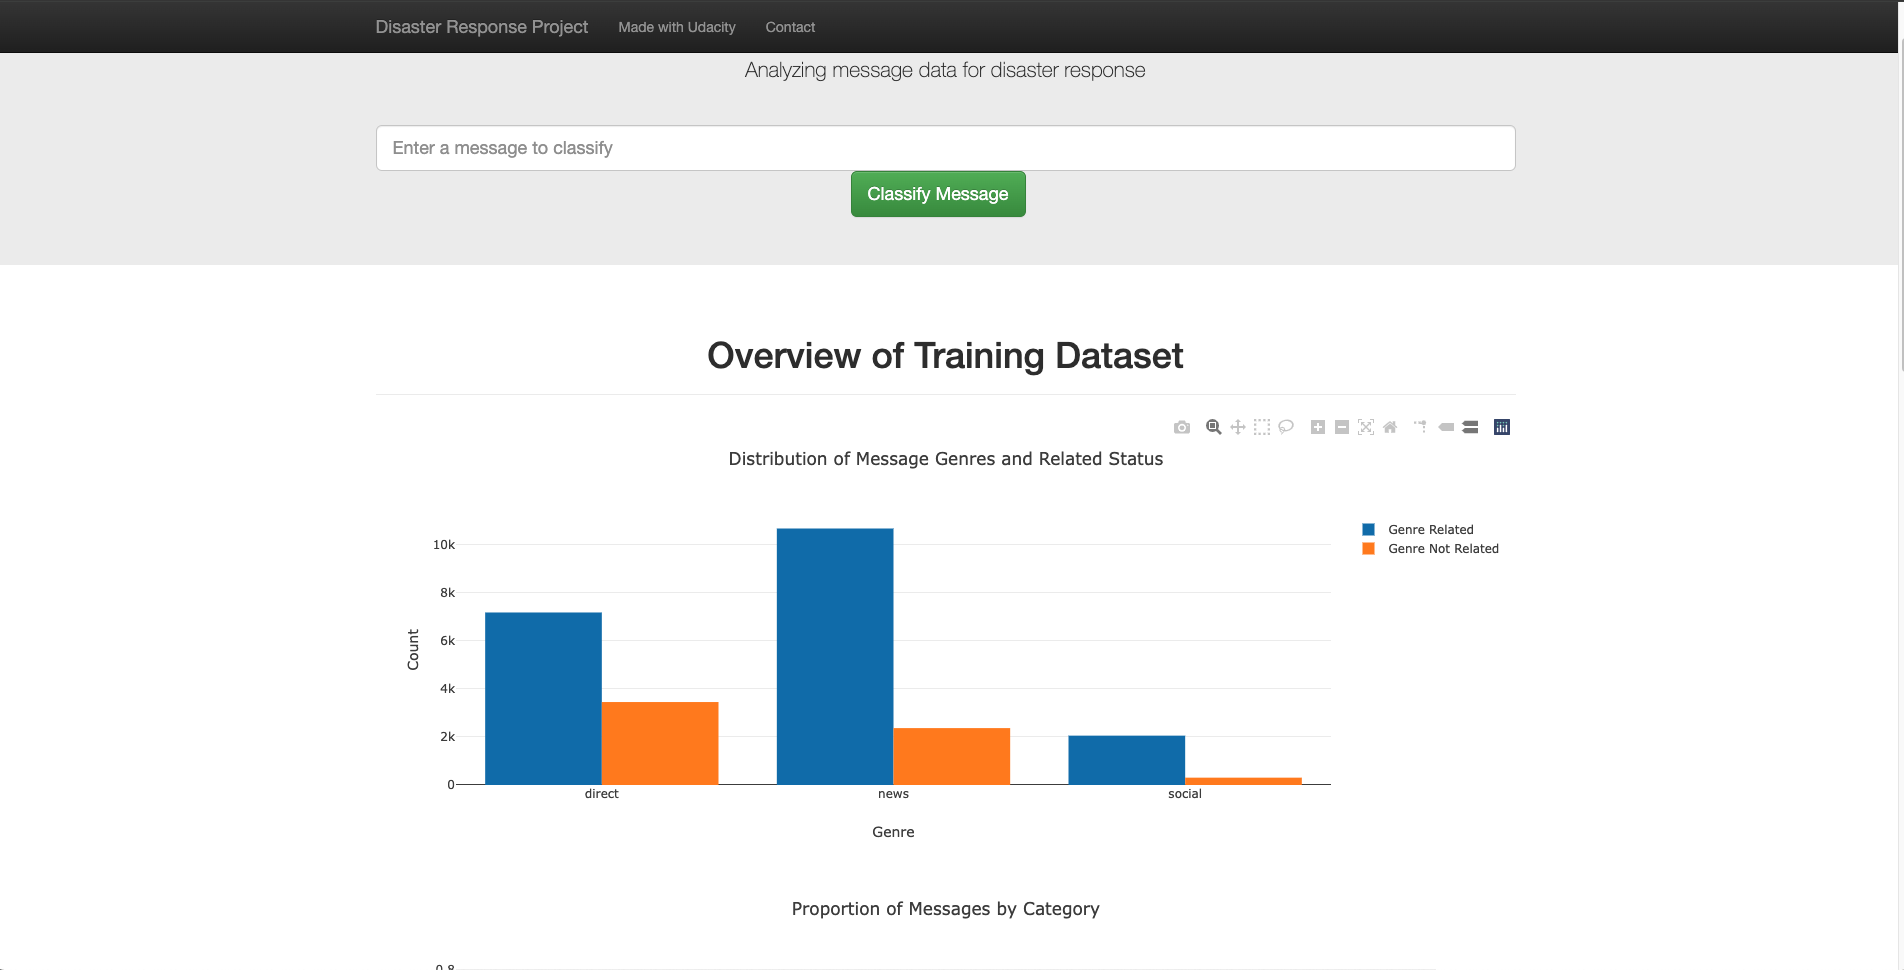 Disaster Response Project Made with Udacity Contact
Analyzing message data for disaster response
Enter a message to classify
Classify Message
Overview of Training Dataset
Distribution of Message Genres and Related Status
Genre Related
Genre Not Related
10k
8k
6k
4k
2k
0
Count
direct news social
Genre
Proportion of Messages by Category
0.8